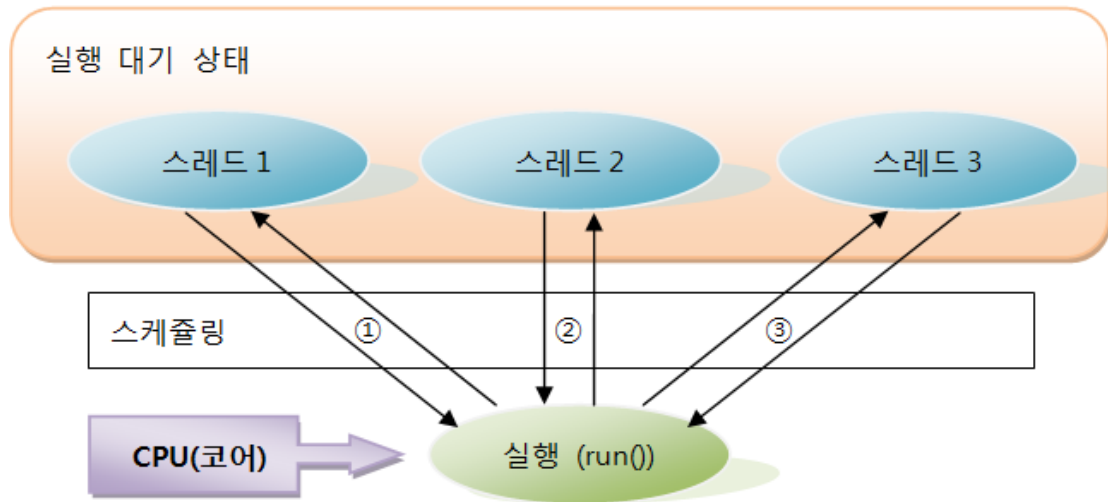 실행 대기 상태
스레드 1
스레드 2
스레드 3
스케쥴링
①
②
③
CPU(코어)
실행 (run())